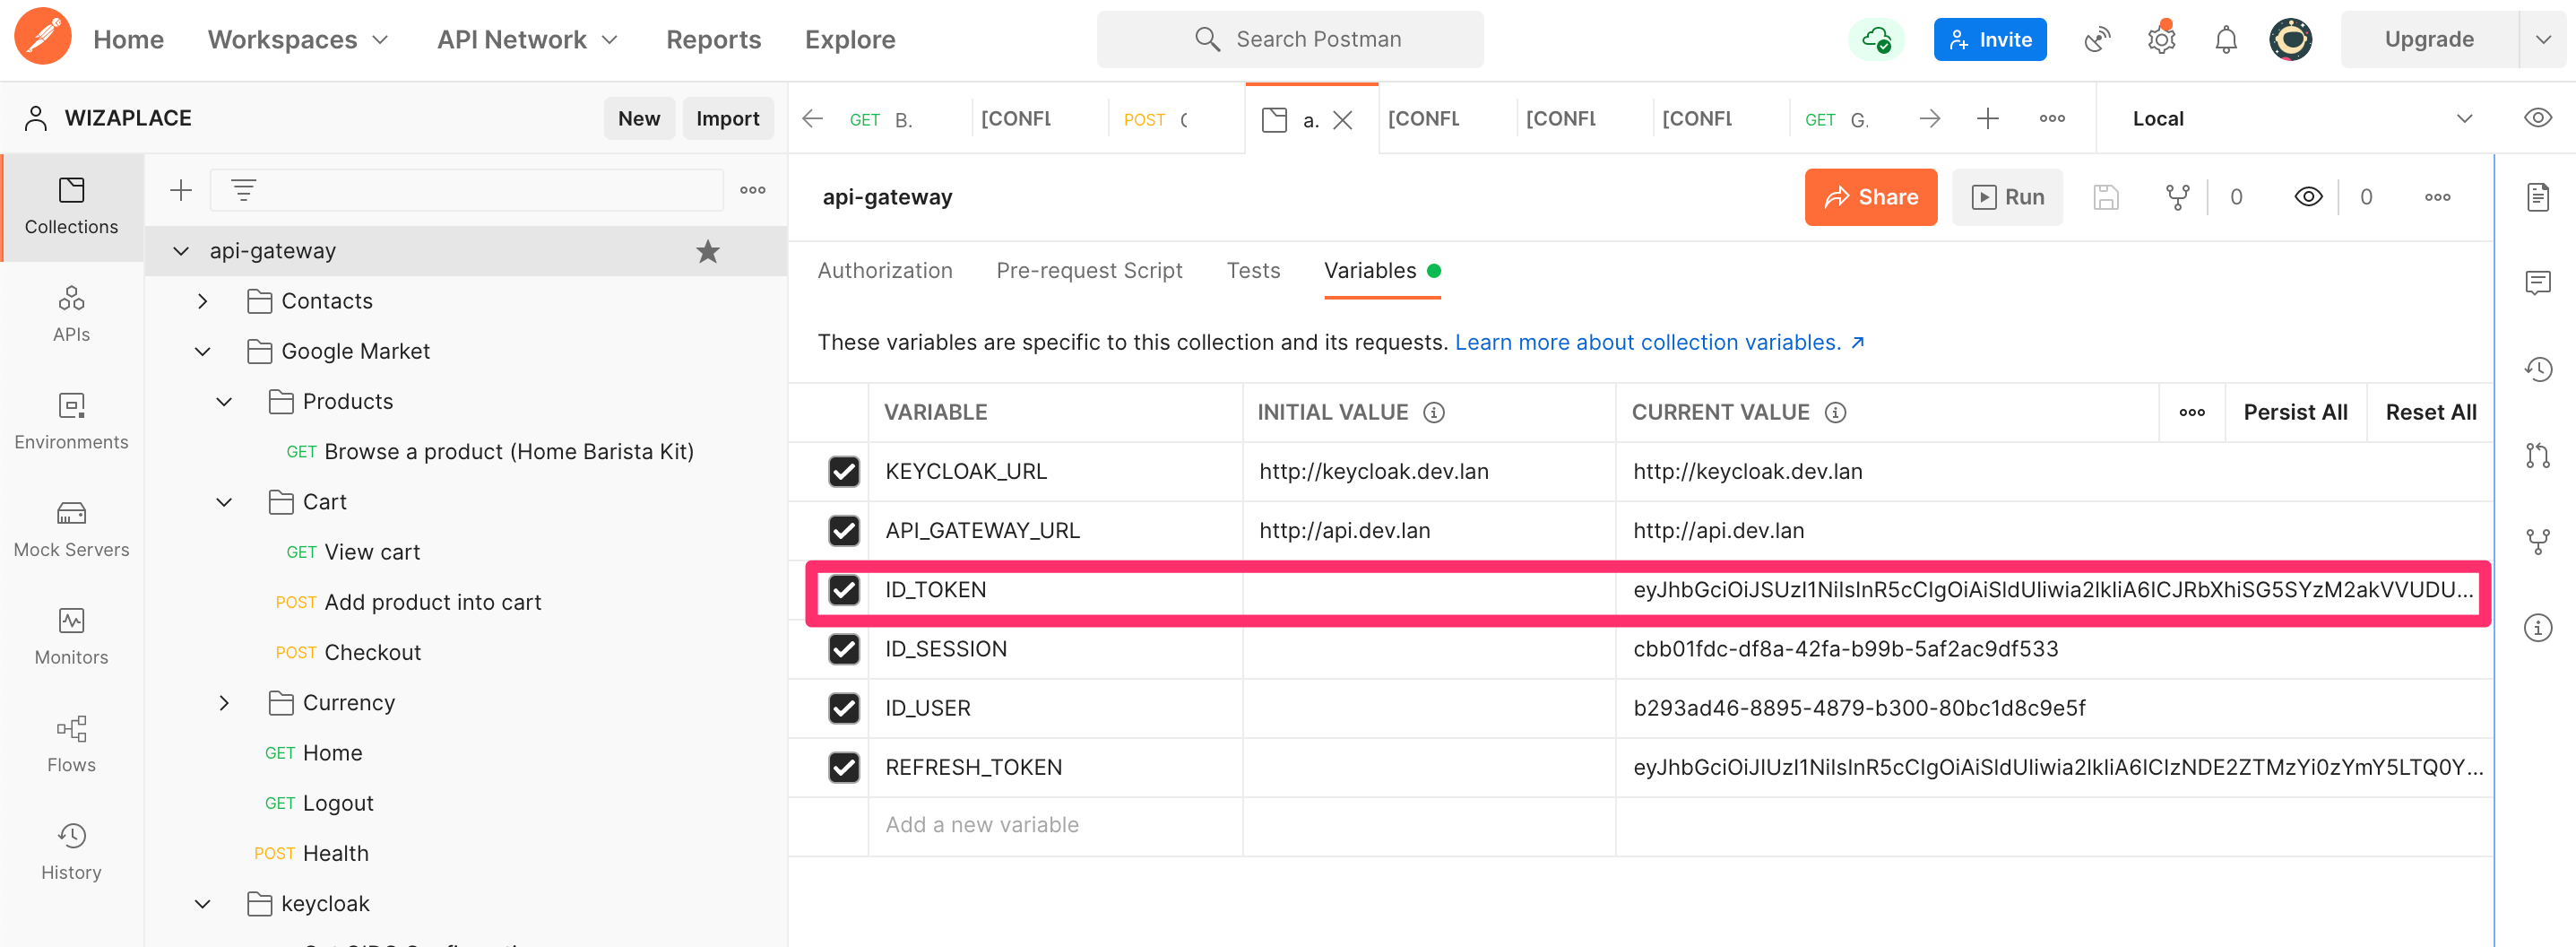 Home Workspaces API Network Reports Explore Search Postman Invite Upgrade
WIZAPLACE New Import GET B. [CONFL POST [CONFL [CONFL [CONFL GET G. Local
Collections
APIs
Environments
Mock Servers
Monitors
Flows
History
api-gateway
Contacts
Google Market
Products
GET Browse a product (Home Barista Kit)
Cart
GET View cart
POST Add product into cart
POST Checkout
Currency
GET Home
GET Logout
POST Health
keycloak
api-gateway Share Run 0 0
Authorization Pre-request Script Tests Variables
These variables are specific to this collection and its requests. Learn more about collection variables. ↗
VARIABLE INITIAL VALUE CURRENT VALUE Persist All Reset All
KEYCLOAK_URL http://keycloak.dev.lan http://keycloak.dev.lan
API_GATEWAY_URL http://api.dev.lan http://api.dev.lan
ID_TOKEN eyJhbGciOiJSUzI1NiIsInR5cCIgOiAiSldUIiwia2lkIiA6ICJRbXhiSG5SYzM2akVVUDU...
ID_SESSION cbb01fdc-df8a-42fa-b99b-5af2ac9df533
ID_USER b293ad46-8895-4879-b300-80bc1d8c9e5f
REFRESH_TOKEN eyJhbGciOiJIUzI1NiIsInR5cCIgOiAiSldUIiwia2lkIiA6ICIzNDE2ZTMzYi0zYmY5LTQ0Y...
Add a new variable